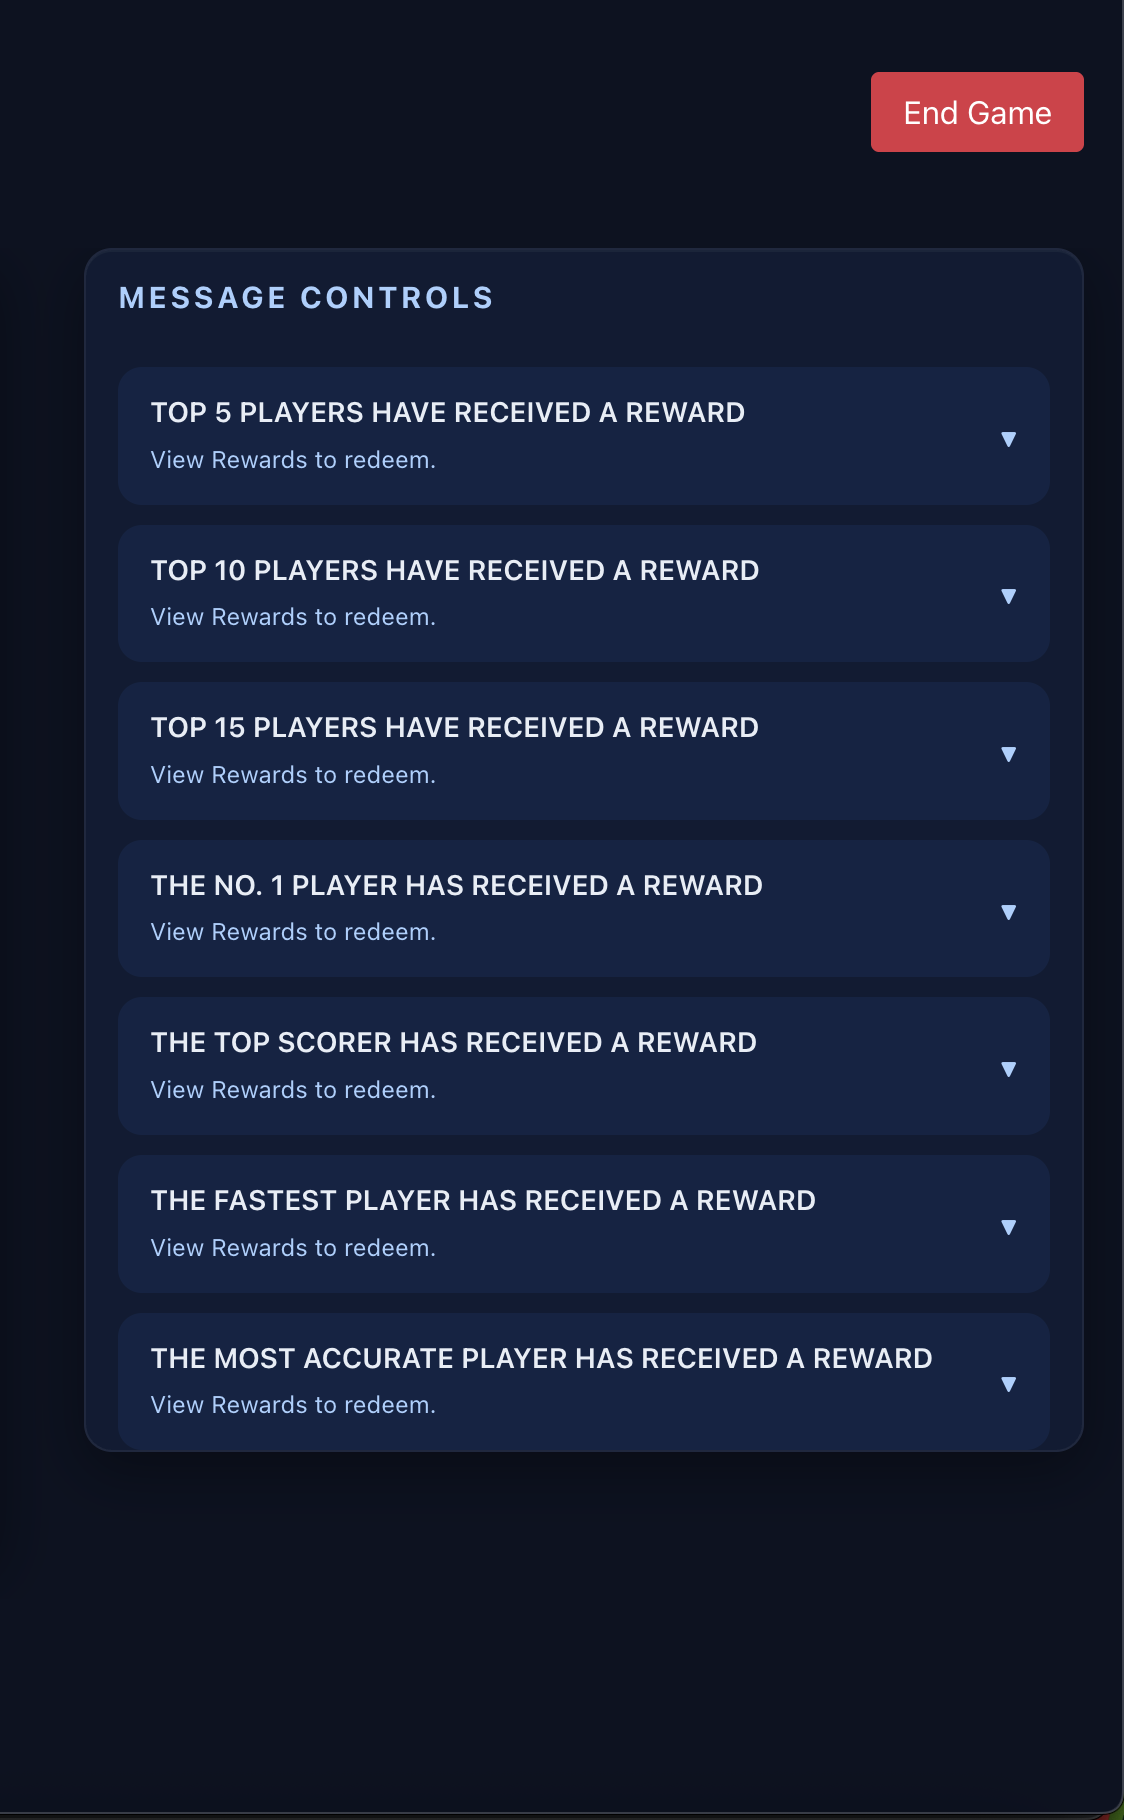 End Game
MESSAGE CONTROLS
TOP 5 PLAYERS HAVE RECEIVED A REWARD
View Rewards to redeem.
TOP 10 PLAYERS HAVE RECEIVED A REWARD
View Rewards to redeem.
TOP 15 PLAYERS HAVE RECEIVED A REWARD
View Rewards to redeem.
THE NO. 1 PLAYER HAS RECEIVED A REWARD
View Rewards to redeem.
THE TOP SCORER HAS RECEIVED A REWARD
View Rewards to redeem.
THE FASTEST PLAYER HAS RECEIVED A REWARD
View Rewards to redeem.
THE MOST ACCURATE PLAYER HAS RECEIVED A REWARD
View Rewards to redeem.